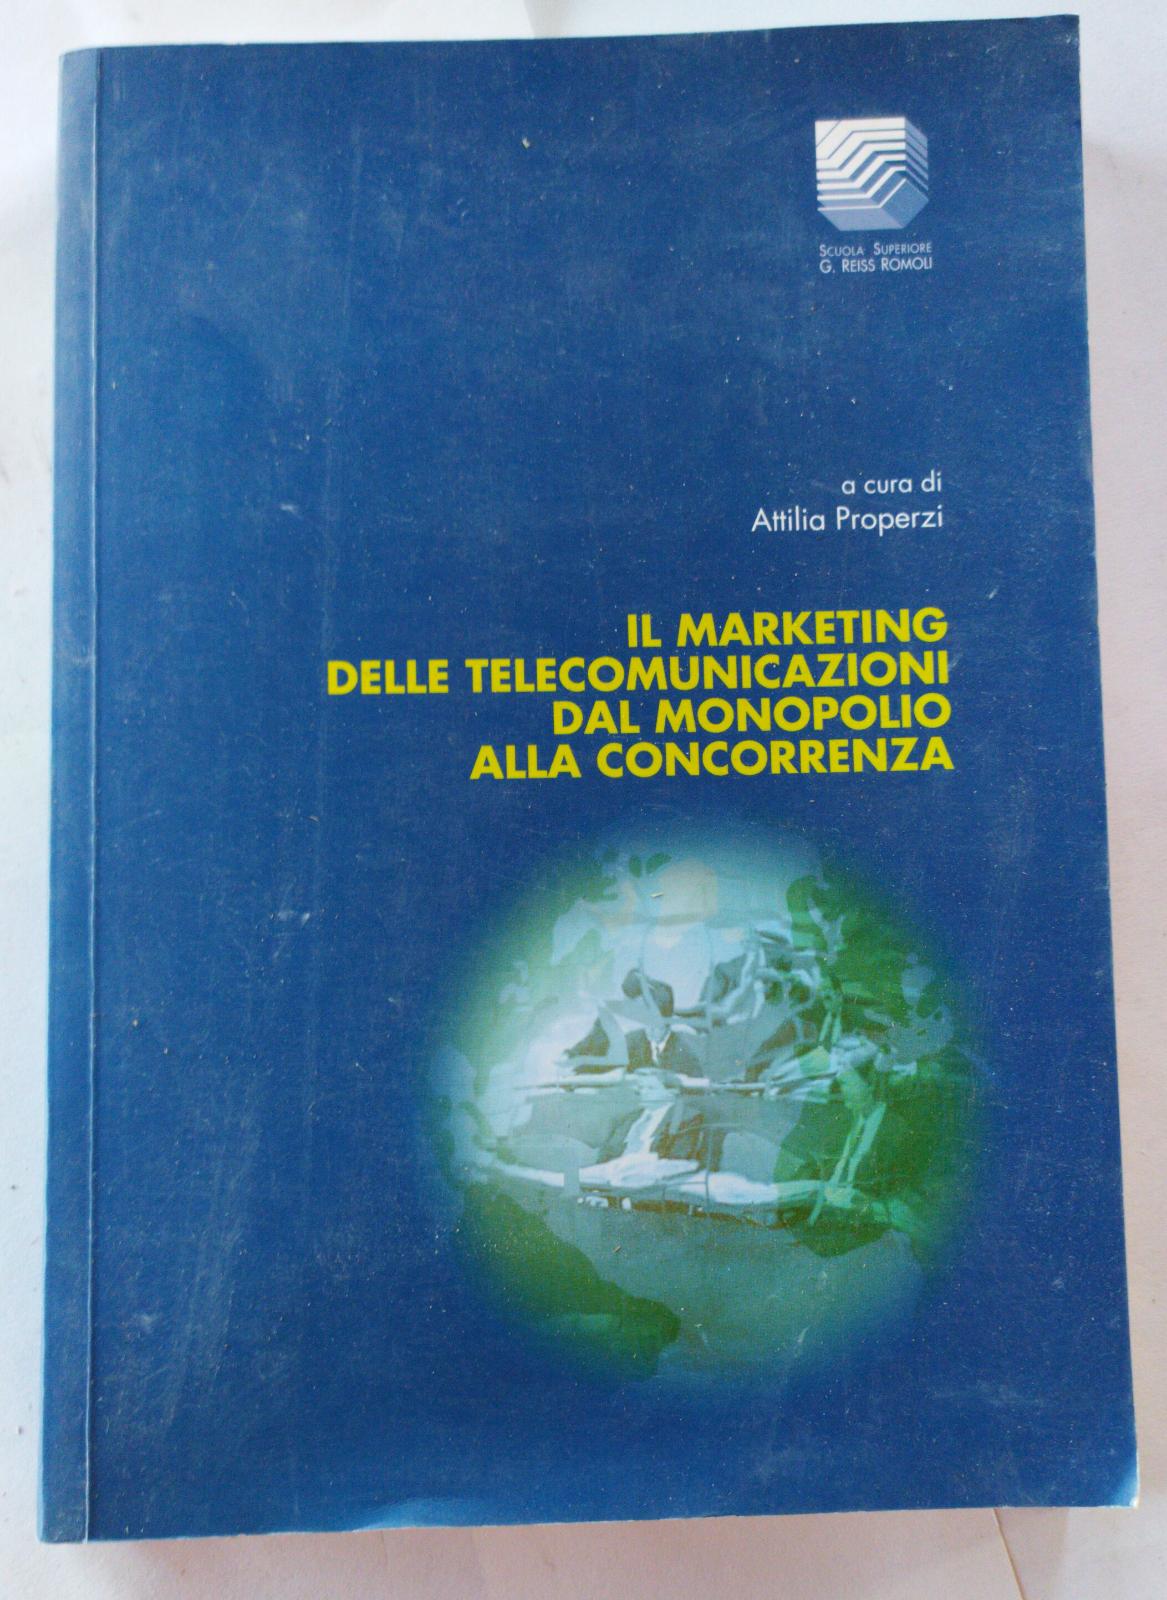 SCUOLA SUPERIORE
G. REISS ROMOLI
a cura di
Attilia Properzi
IL MARKETING
DELLE TELECOMUNICAZIONI
DAL MONOPOLIO
ALLA CONCORRENZA